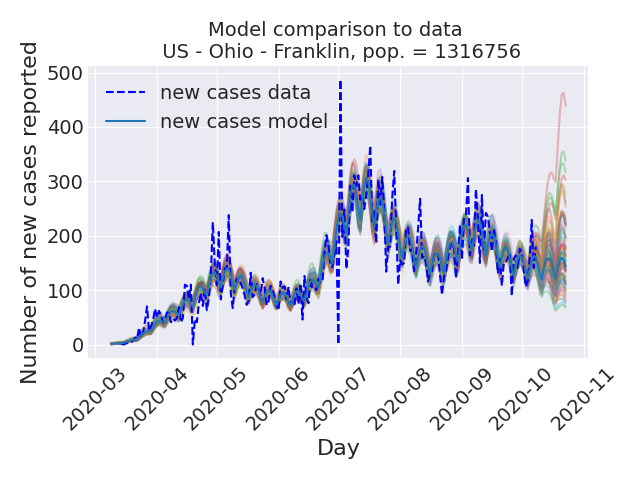 Model comparison to data
US - Ohio - Franklin, pop. = 1316756
Number of new cases reported
500
400
300
200
100
0
new cases data
new cases model
2020-03
2020-04
2020-05
2020-06
2020-07
2020-08
2020-09
2020-10
2020-11
Day